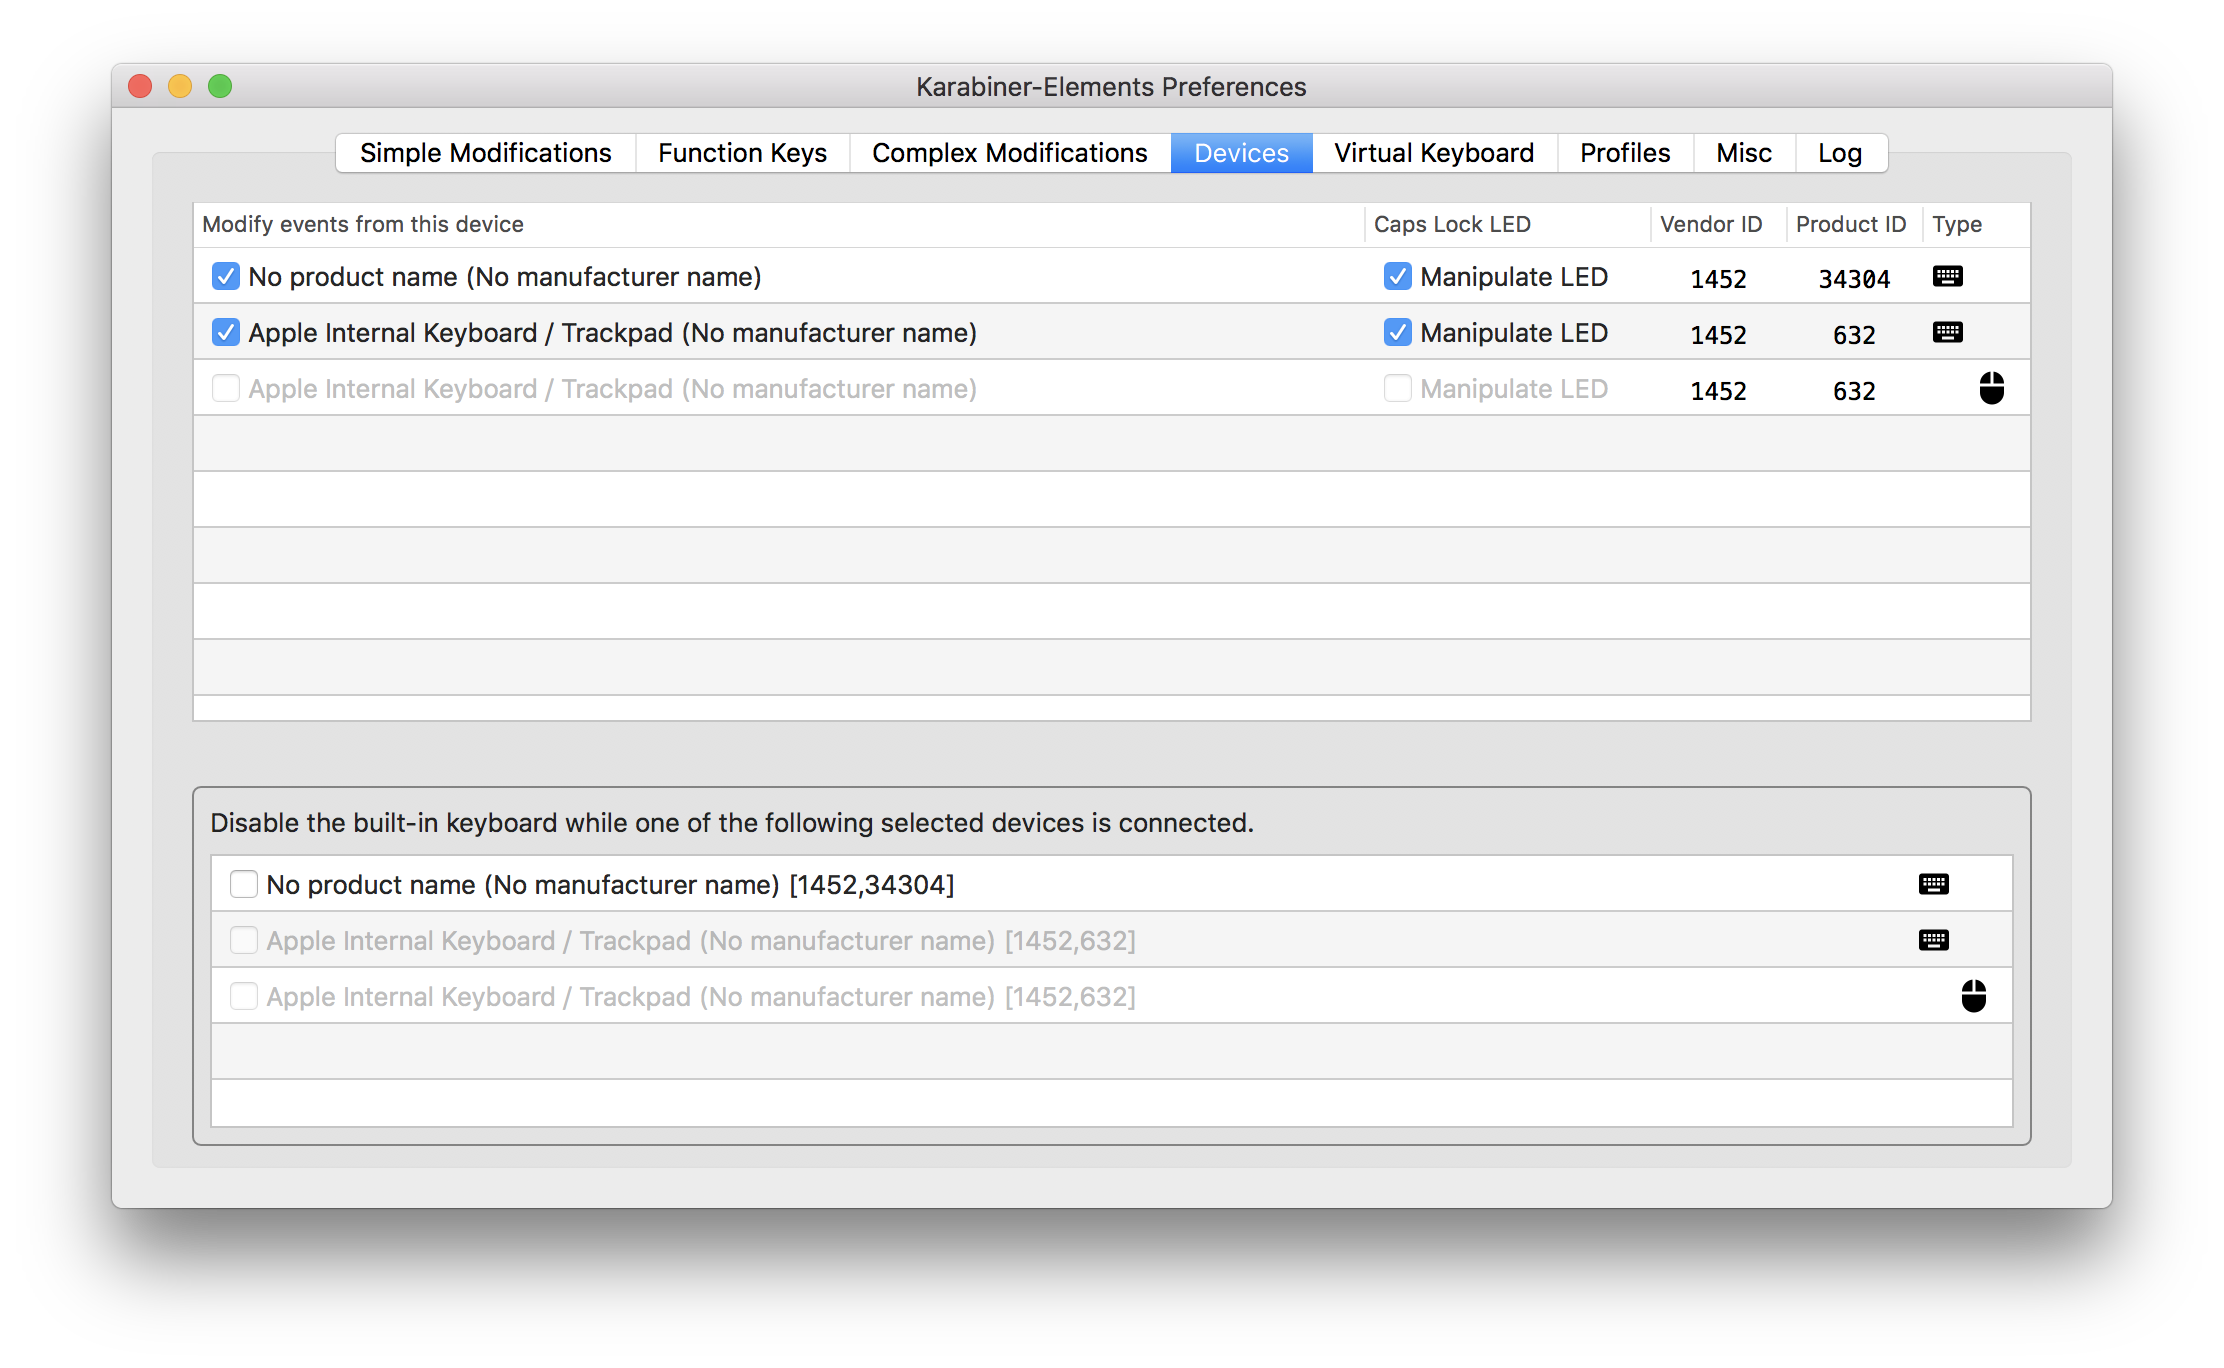 Karabiner-Elements Preferences
Simple Modifications Function Keys Complex Modifications Devices Virtual Keyboard Profiles Misc Log
Modify events from this device Caps Lock LED Vendor ID Product ID Type
No product name (No manufacturer name) Manipulate LED 1452 34304
Apple Internal Keyboard / Trackpad (No manufacturer name) Manipulate LED 1452 632
Apple Internal Keyboard / Trackpad (No manufacturer name) Manipulate LED 1452 632
Disable the built-in keyboard while one of the following selected devices is connected.
No product name (No manufacturer name) [1452,34304]
Apple Internal Keyboard / Trackpad (No manufacturer name) [1452,632]
Apple Internal Keyboard / Trackpad (No manufacturer name) [1452,632]